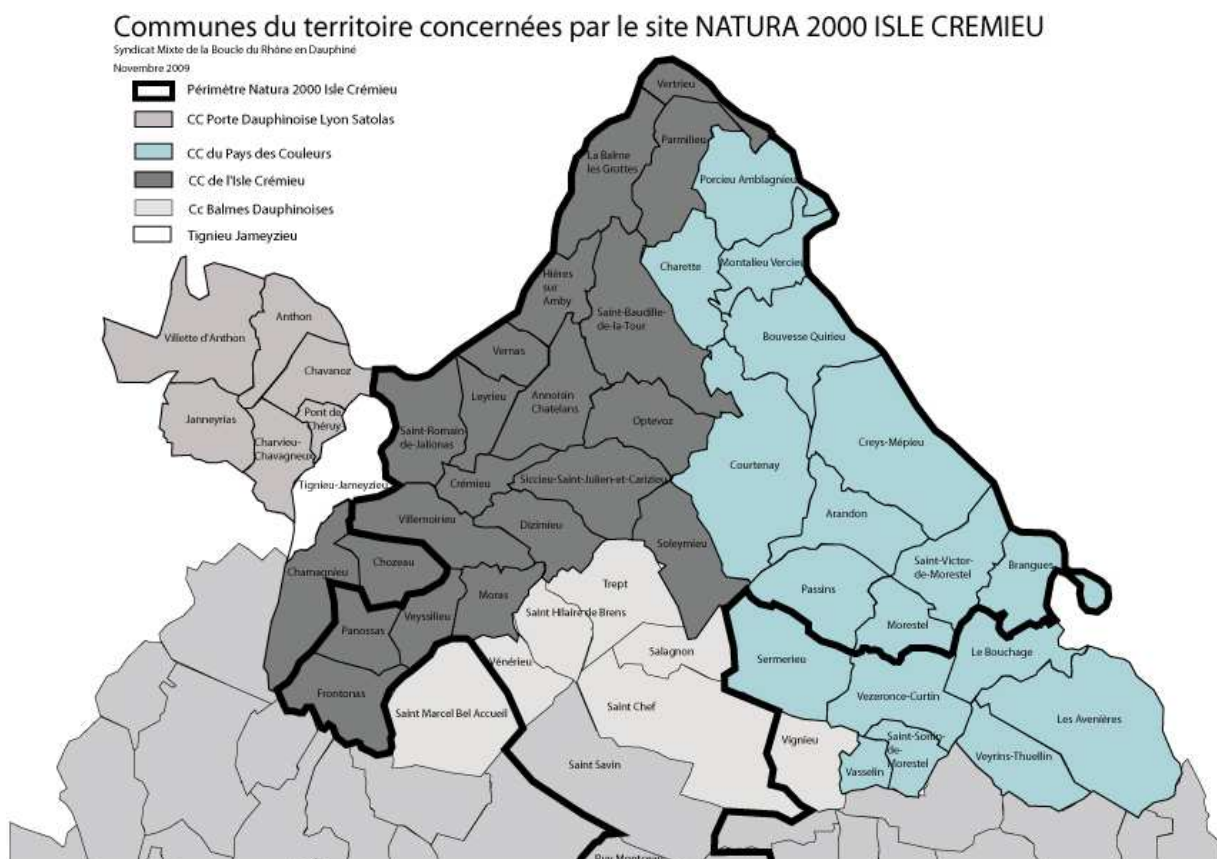 Communes du territoire concernées par le site NATURA 2000 ISLE CREMIEU
Syndicat Mixte de la Boucle du Rhône en Dauphiné
Novembre 2009
Périmètre Natura 2000 Isle Crémieu
CC Porte Dauphinoise Lyon Satolas
CC du Pays des Couleurs
CC de l'Isle Crémieu
Cc Balmes Dauphinoises
Tignieu Jameyzieu
Vertrieu
Parmilieu
La Balme
les Grottes
Porcieu Amblagnieu
Charette
Montalieu Vercieu
Hières
sur
Amby
Saint-Baudille-
de-la-Tour
Bouvesse Quirieu
Anthon
Villette d'Anthon
Chavanoz
Vernas
Leyrieu
Annoisin
Chatelans
Optevoz
Janneyrias
Pont de
Chéruy
Charvieu-
Chavagneux
Saint-Romain-
de-Jalionas
Creys-Mépieu
Courtenay
Tignieu-Jameyzieu
Crémieu
Siccieu-Saint-Julien-et-Carizieu
Villemoirieu
Dizimieu
Arandon
Soleymieu
Chozeau
Chamagnieu
Saint-Victor-
de-Morestel
Brangues
Trept
Passins
Moras
Saint Hilaire de Brens
Veyssilieu
Panossas
Morestel
Salagnon
Le Bouchage
Vénérieu
Sermerieu
Frontonas
Vezeronce-Curtin
Saint Marcel Bel Accueil
Saint Chef
Les Avenières
Vignieu
Saint-Sorlin-
de-
Morestel
Veyrins-Thuellin
Saint Savin
Vasselin